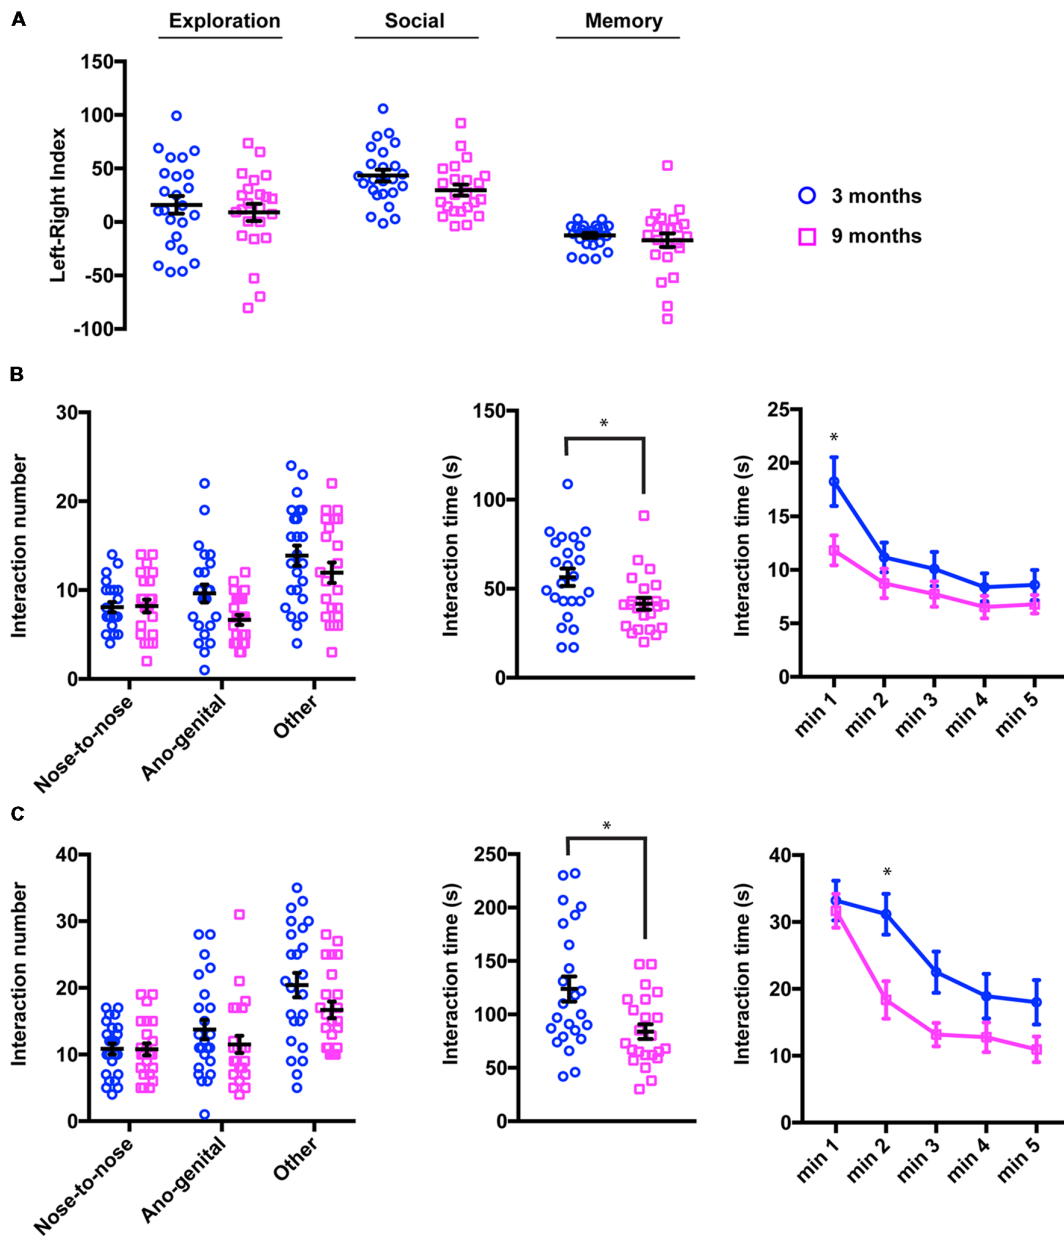 A
Exploration
Social
Memory
Left-Right Index
150
100
50
0
-50
-100
3 months
9 months
B
Interaction number
30
20
10
0
Nose-to-nose
Ano-genital
Other
Interaction time (s)
150
100
50
0
*
Interaction time (s)
25
20
15
10
5
0
*
min 1
min 2
min 3
min 4
min 5
C
Interaction number
40
30
20
10
0
Nose-to-nose
Ano-genital
Other
Interaction time (s)
250
200
150
100
50
0
*
Interaction time (s)
40
30
20
10
0
*
min 1
min 2
min 3
min 4
min 5